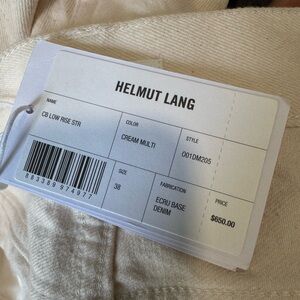 HELMUT LANG
NAME
CB LOW RISE STR
COLOR
CREAM MULTI
STYLE
O01DM205
883389574977
SIZE
38
FABRICATION
ECRU BASE
DENIM
PRICE
$650.00